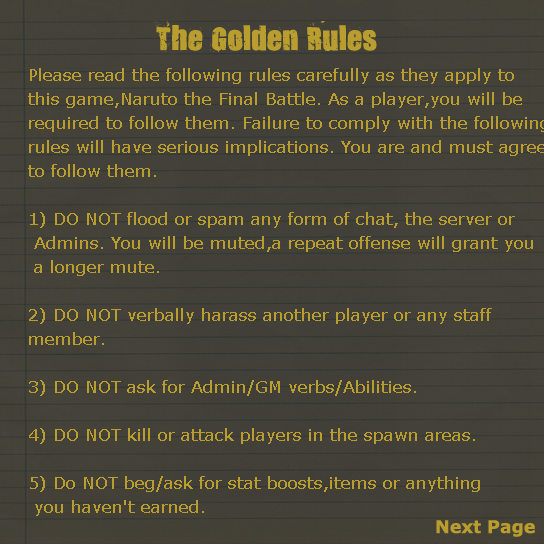 The Golden Rules
Please read the following rules carefully as they apply to
this game,Naruto the Final Battle. As a player,you will be
required to follow them. Failure to comply with the following
rules will have serious implications. You are and must agree
to follow them.
1) DO NOT flood or spam any form of chat, the server or
Admins. You will be muted,a repeat offense will grant you
a longer mute.
2) DO NOT verbally harass another player or any staff
member.
3) DO NOT ask for Admin/GM verbs/Abilities.
4) DO NOT kill or attack players in the spawn areas.
5) Do NOT beg/ask for stat boosts,items or anything
you haven't earned.
Next Page